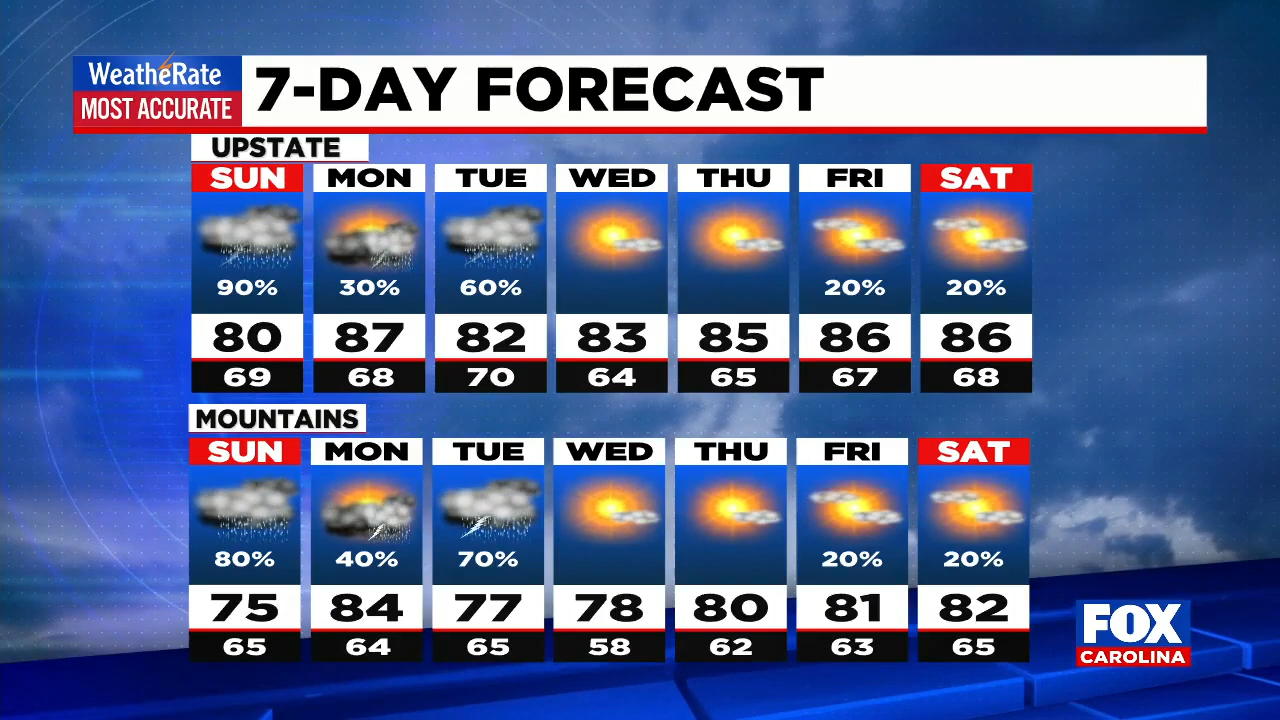 WeatheRate
MOST ACCURATE
7-DAY FORECAST
UPSTATE
SUN MON TUE WED THU FRI SAT
90% 30% 60% 20% 20%
80 87 82 83 85 86 86
69 68 70 64 65 67 68
MOUNTAINS
SUN MON TUE WED THU FRI SAT
80% 40% 70% 20% 20%
75 84 77 78 80 81 82
65 64 65 58 62 63 65
FOX
CAROLINA